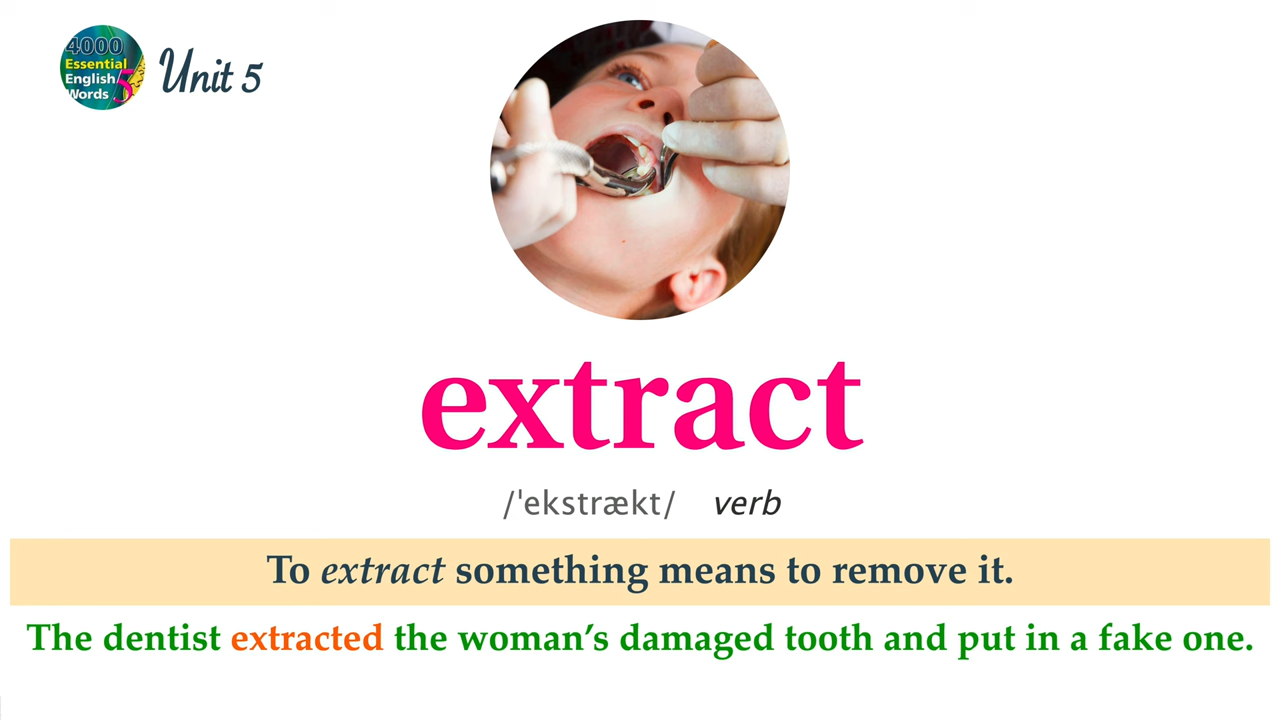 4000
Essential
English
Words 5
Unit 5
extract
/ˈekstrækt/ verb
To extract something means to remove it.
The dentist extracted the woman's damaged tooth and put in a fake one.